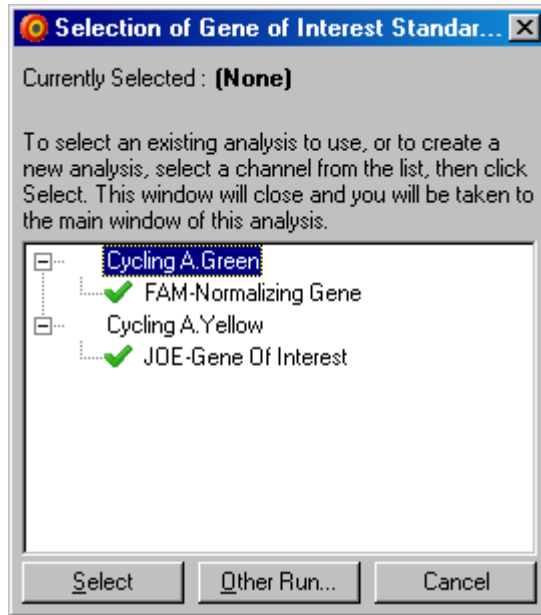 Selection of Gene of Interest Standar...
Currently Selected : (None)
To select an existing analysis to use, or to create a
new analysis, select a channel from the list, then click
Select. This window will close and you will be taken to
the main window of this analysis.
Cycling A.Green
FAM-Normalizing Gene
Cycling A.Yellow
JOE-Gene Of Interest
Select Other Run... Cancel